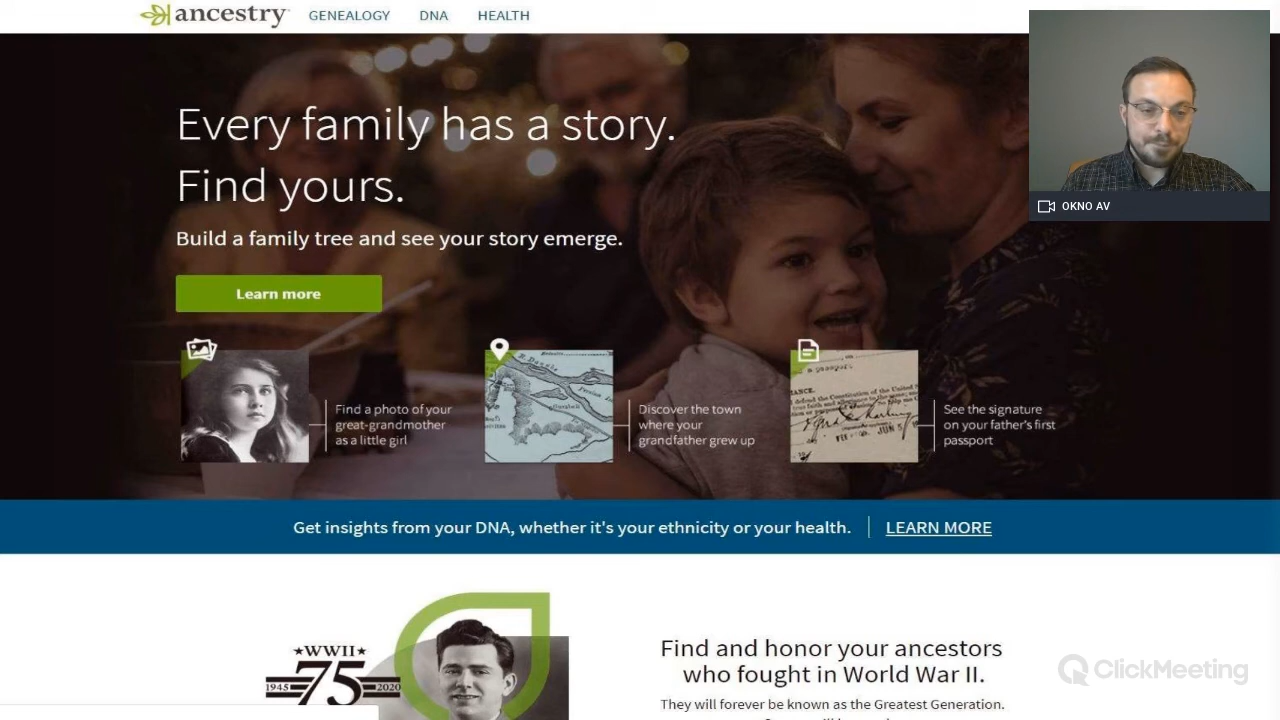 ancestry
GENEALOGY DNA HEALTH
Every family has a story.
Find yours.
Build a family tree and see your story emerge.
Learn more
Find a photo of your
great-grandmother
as a little girl
Discover the town
where your
grandfather grew up
See the signature
on your father's first
passport
OKNO AV
Get insights from your DNA, whether it's your ethnicity or your health. LEARN MORE
★WWII★
1945 75 2020
Find and honor your ancestors
who fought in World War II.
They will forever be known as the Greatest Generation.
ClickMeeting